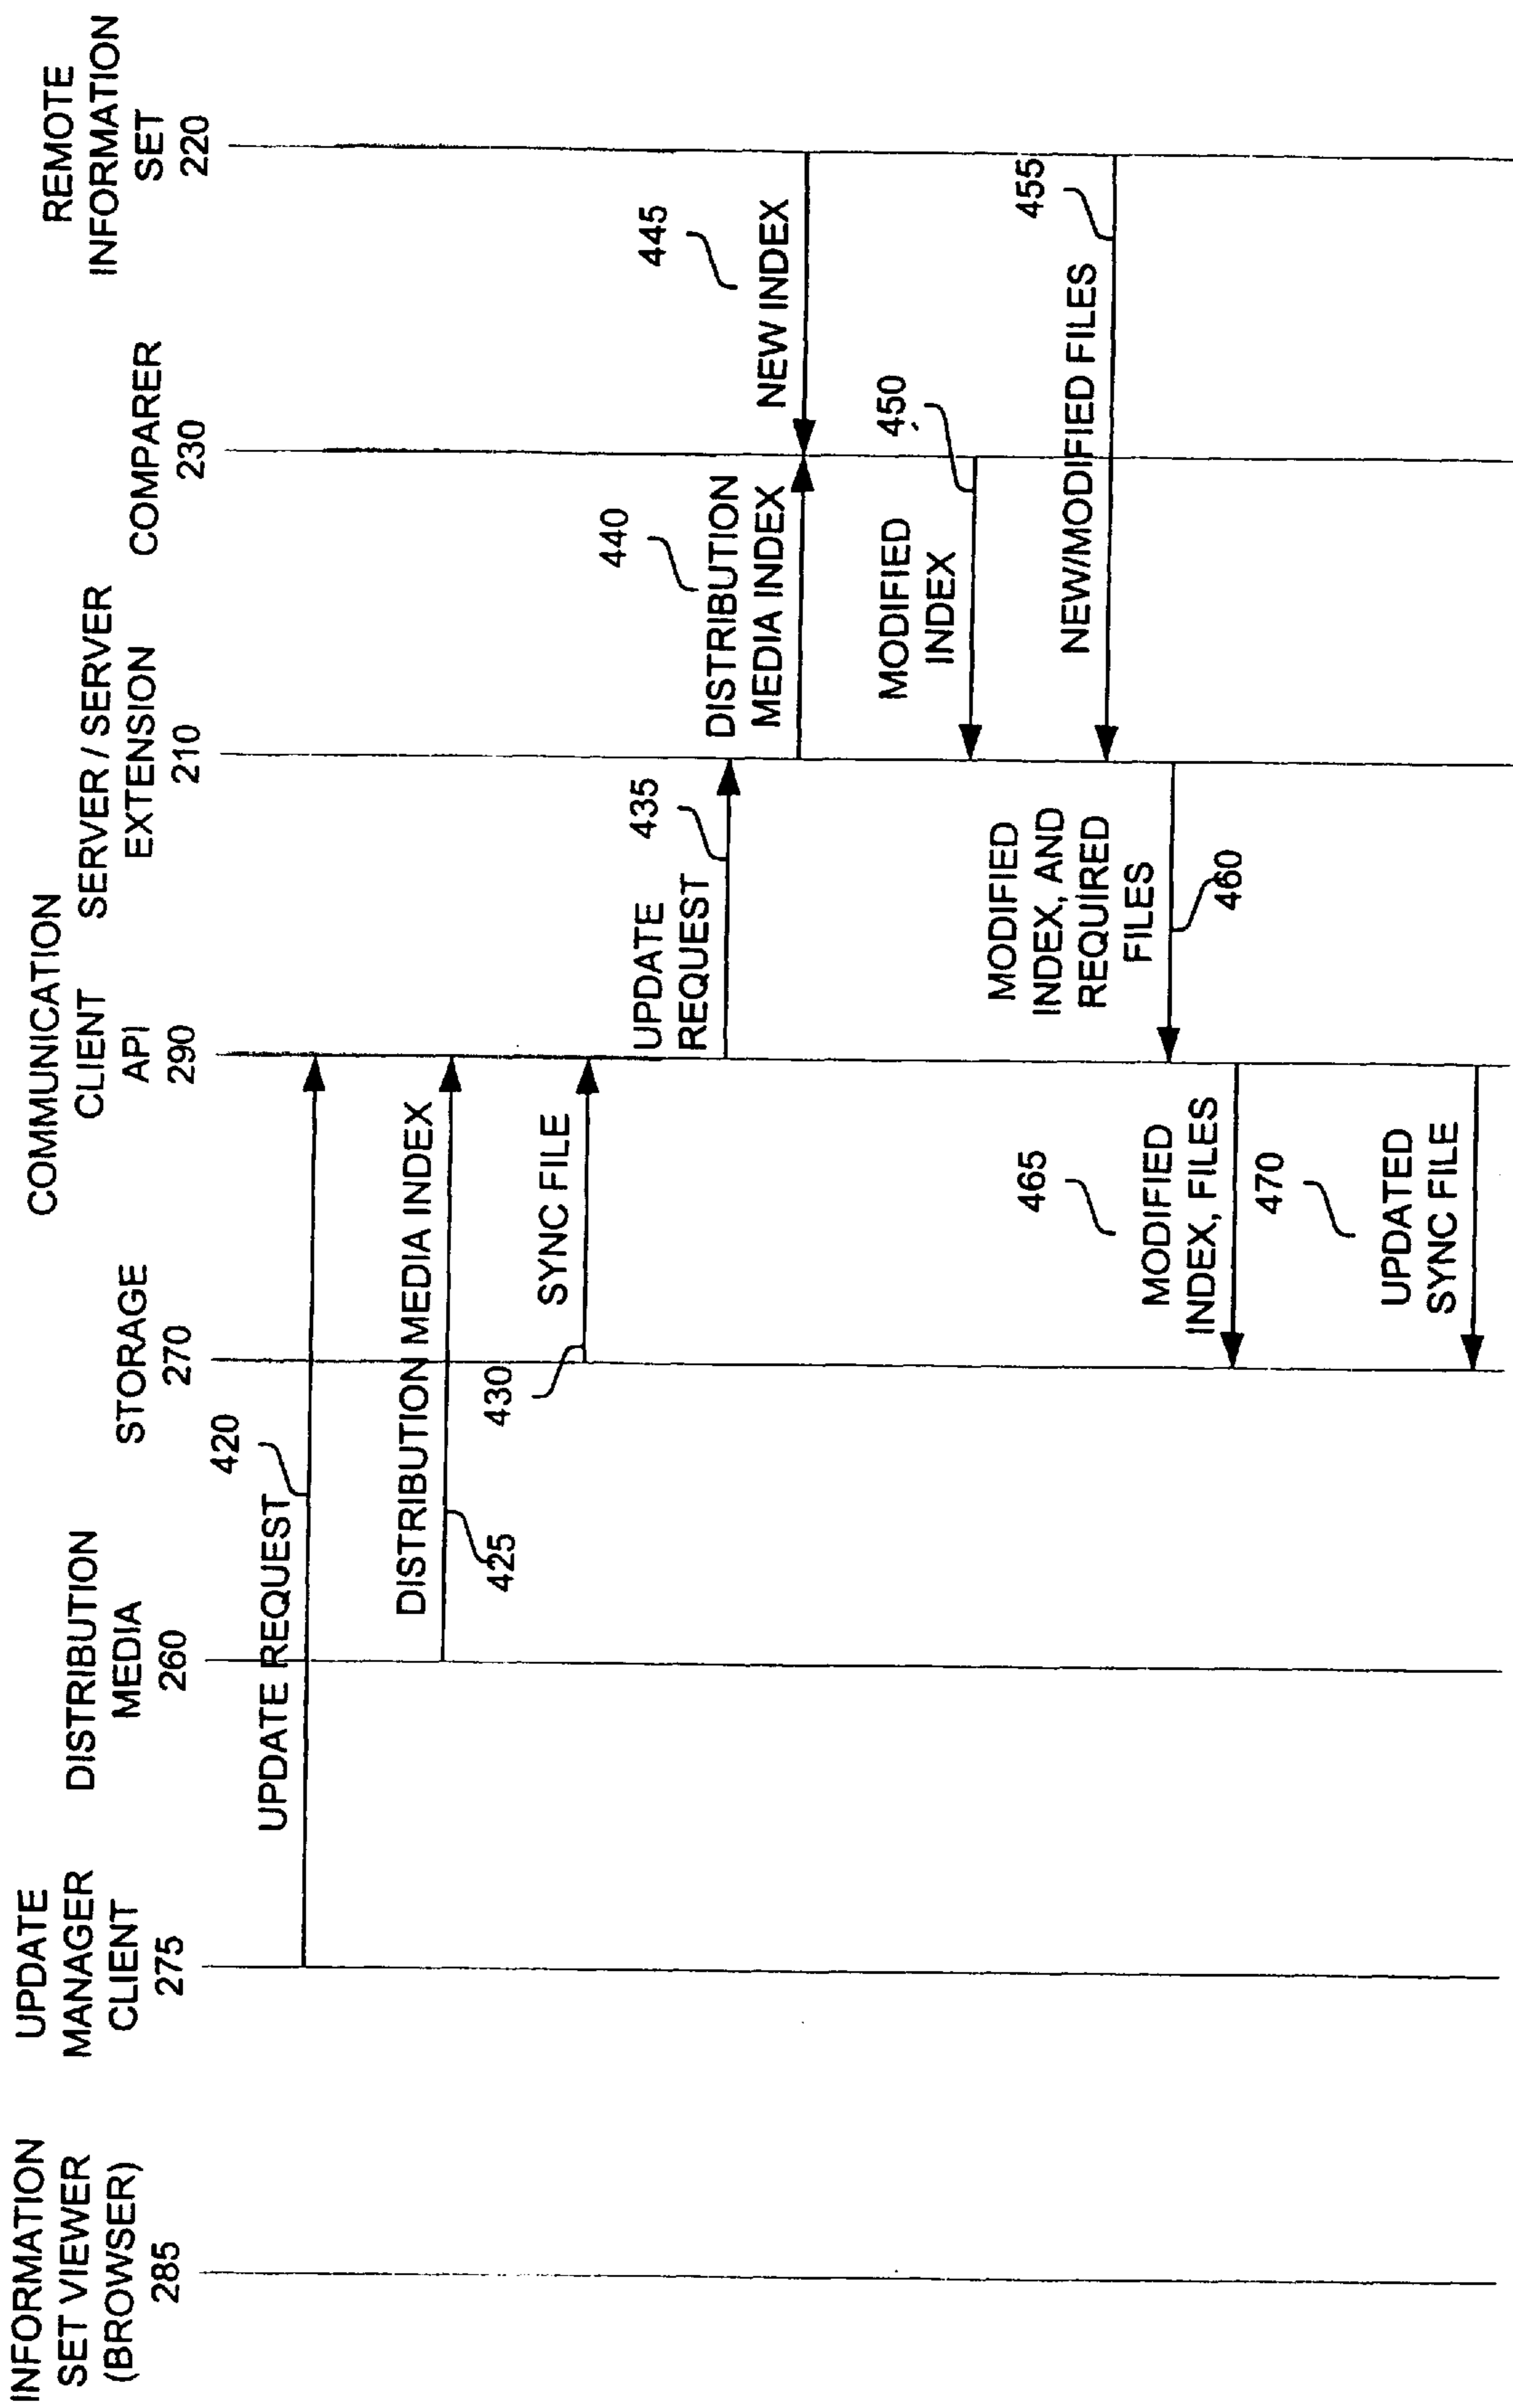 INFORMATION
SET VIEWER
(BROWSER)
285
UPDATE
MANAGER
CLIENT
275
DISTRIBUTION
MEDIA
260
STORAGE
270
COMMUNICATION
CLIENT
API
290
SERVER / SERVER
EXTENSION
210
COMPARER
230
REMOTE
INFORMATION
SET
220
UPDATE REQUEST
420
DISTRIBUTION MEDIA INDEX
425
SYNC FILE
430
UPDATE
REQUEST
435
DISTRIBUTION
MEDIA INDEX
440
NEW INDEX
445
MODIFIED
INDEX
450
NEW/MODIFIED FILES
455
MODIFIED
INDEX, AND
REQUIRED
FILES
460
MODIFIED
INDEX, FILES
465
UPDATED
SYNC FILE
470